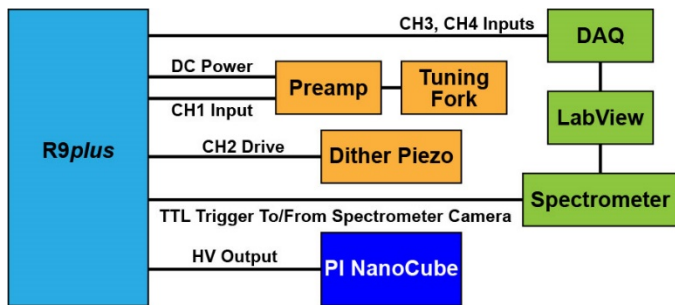 CH3, CH4 Inputs
DAQ
DC Power
Preamp
Tuning
Fork
CH1 Input
LabView
R9plus
CH2 Drive
Dither Piezo
Spectrometer
TTL Trigger To/From Spectrometer Camera
HV Output
PI NanoCube